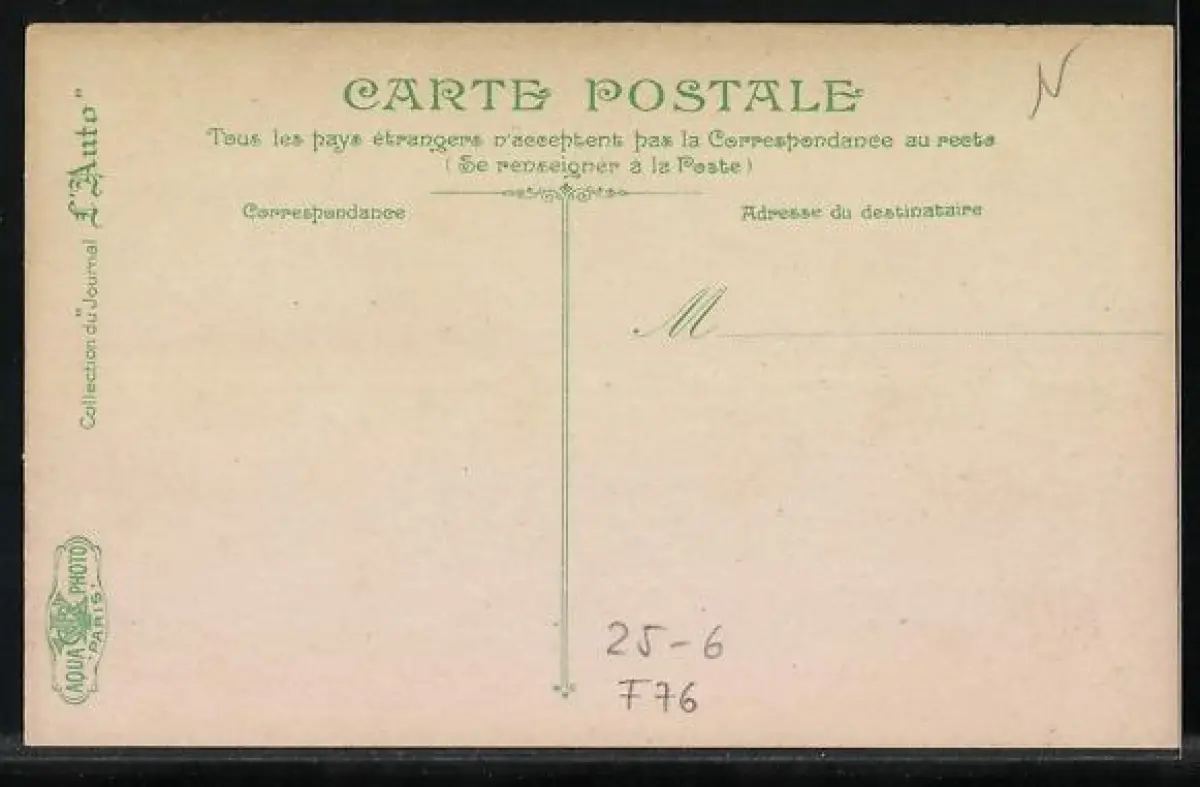 CARTE POSTALE
Tous les pays étrangers n'acceptent pas la Correspondance au recto
(Se renseigner à la Poste)
Correspondance
Adresse du destinataire
M
Collection du Journal "L'Auto"
AQUA PHOTO
PARIS
N
25-6
F76